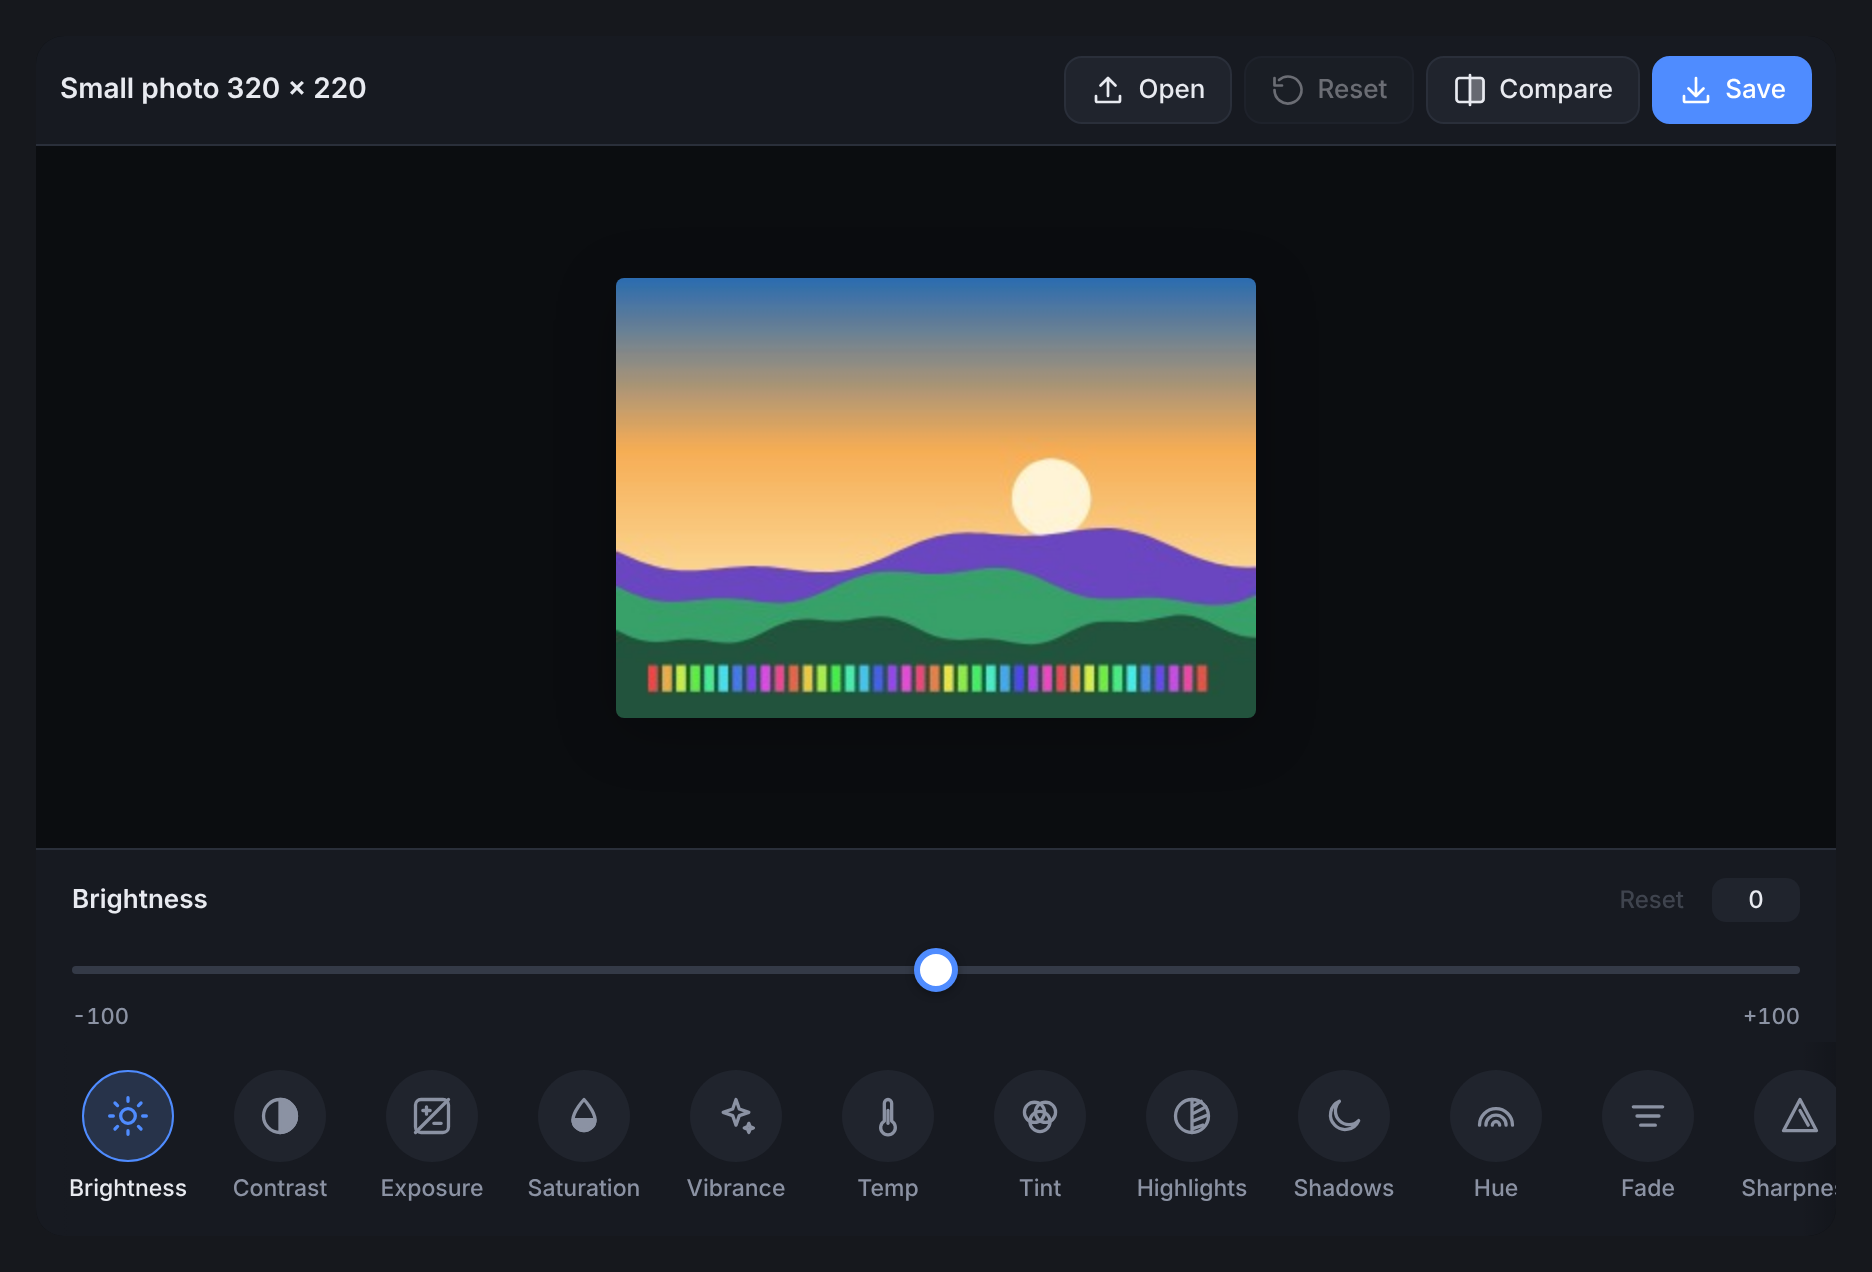 Small photo 320 × 220
Open
Reset
Compare
Save
Brightness
Reset
0
-100
+100
Brightness
Contrast
Exposure
Saturation
Vibrance
Temp
Tint
Highlights
Shadows
Hue
Fade
Sharpnes